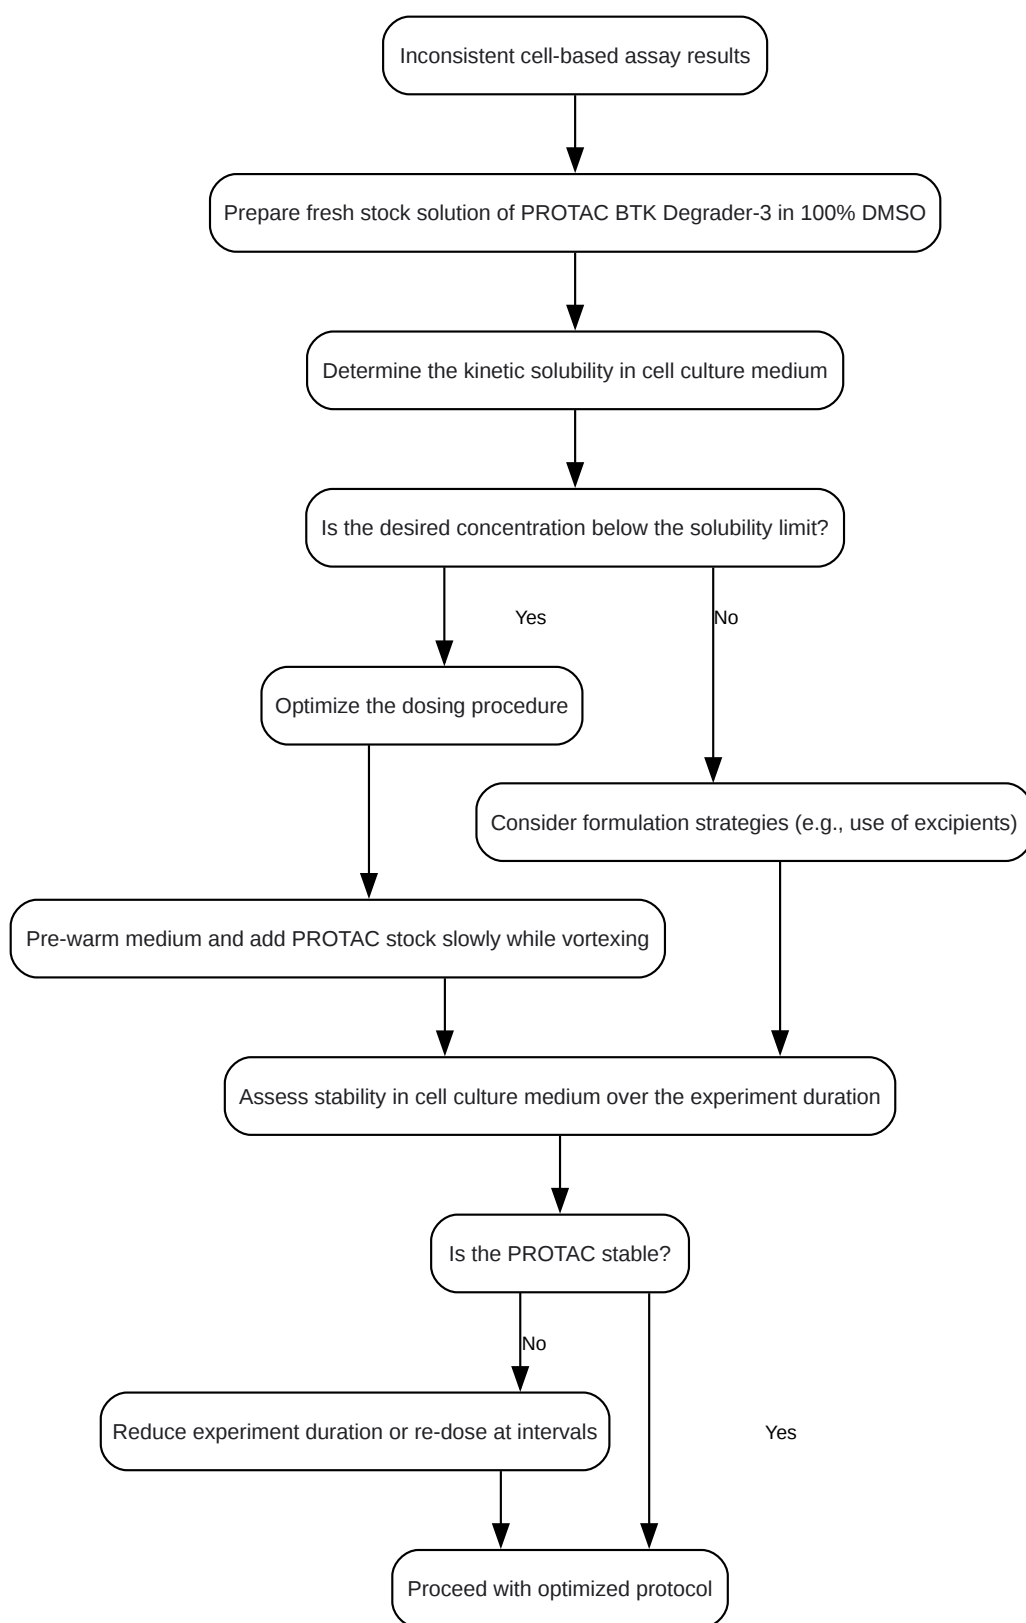 Inconsistent cell-based assay results
Prepare fresh stock solution of PROTAC BTK Degrader-3 in 100% DMSO
Determine the kinetic solubility in cell culture medium
Is the desired concentration below the solubility limit?
Yes
No
Optimize the dosing procedure
Consider formulation strategies (e.g., use of excipients)
Pre-warm medium and add PROTAC stock slowly while vortexing
Assess stability in cell culture medium over the experiment duration
Is the PROTAC stable?
No
Reduce experiment duration or re-dose at intervals
Yes
Proceed with optimized protocol